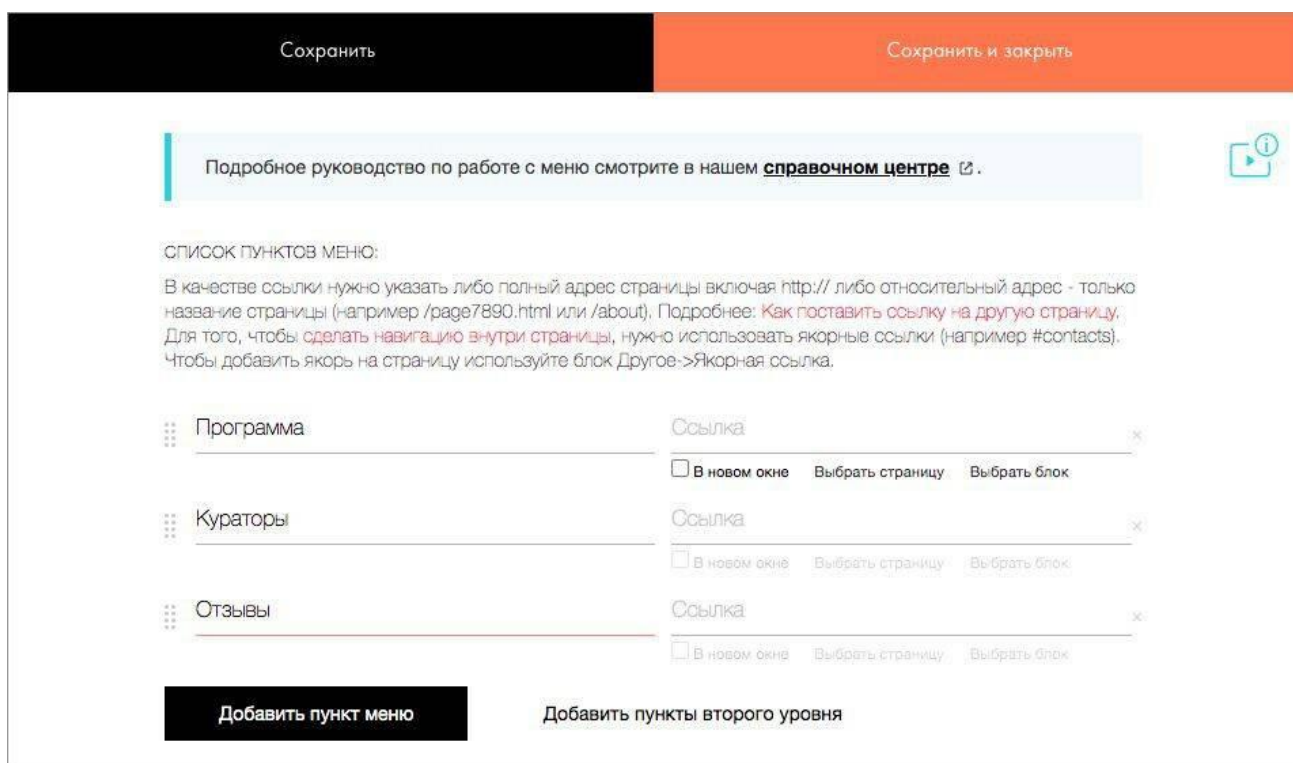 Сохранить
Сохранить и закрыть
Подробное руководство по работе с меню смотрите в нашем справочном центре.
СПИСОК ПУНКТОВ МЕНЮ:
В качестве ссылки нужно указать либо полный адрес страницы включая http:// либо относительный адрес - только
название страницы (например /page7890.html или /about). Подробнее: Как поставить ссылку на другую страницу.
Для того, чтобы сделать навигацию внутри страницы, нужно использовать якорные ссылки (например #contacts).
Чтобы добавить якорь на страницу используйте блок Другое->Якорная ссылка.
Программа
Ссылка
В новом окне Выбрать страницу Выбрать блок
Кураторы
Ссылка
В новом окне Выбрать страницу Выбрать блок
Отзывы
Ссылка
В новом окне Выбрать страницу Выбрать блок
Добавить пункт меню
Добавить пункты второго уровня